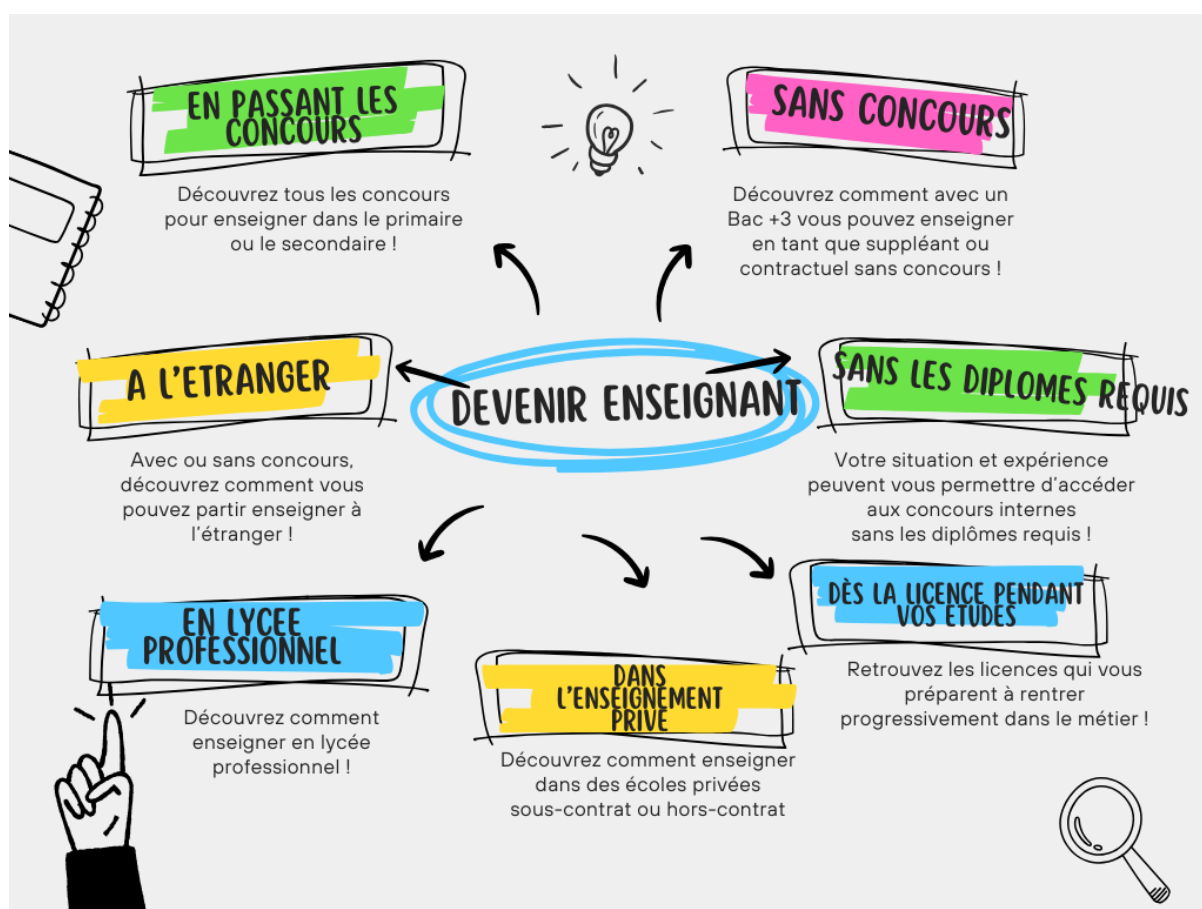 EN PASSANT LES
CONCOURS
Découvrez tous les concours
pour enseigner dans le primaire
ou le secondaire !
SANS CONCOURS
Découvrez comment avec un
Bac +3 vous pouvez enseigner
en tant que suppléant ou
contractuel sans concours !
A L'ETRANGER
Avec ou sans concours,
découvrez comment vous
pouvez partir enseigner à
l'étranger !
DEVENIR ENSEIGNANT
SANS LES DIPLOMES REQUIS
Votre situation et expérience
peuvent vous permettre d'accéder
aux concours internes
sans les diplômes requis !
EN LYCEE
PROFESSIONNEL
Découvrez comment
enseigner en lycée
professionnel !
DANS
L'ENSEIGNEMENT
PRIVE
Découvrez comment enseigner
dans des écoles privées
sous-contrat ou hors-contrat
DÈS LA LICENCE PENDANT
VOS ETUDES
Retrouvez les licences qui vous
préparent à rentrer
progressivement dans le métier !